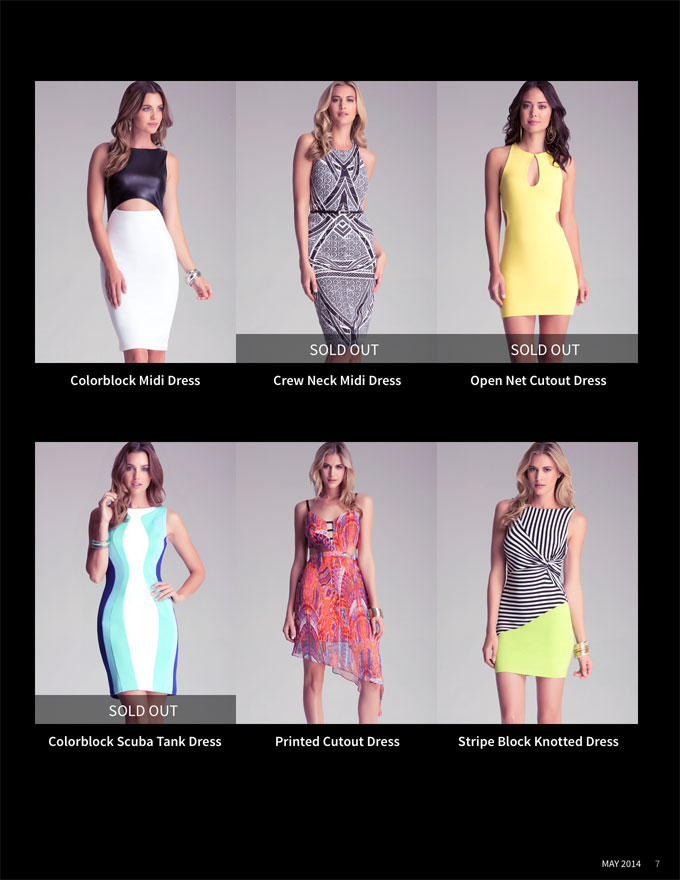 SOLD OUT
SOLD OUT
Colorblock Midi Dress
Crew Neck Midi Dress
Open Net Cutout Dress
SOLD OUT
Colorblock Scuba Tank Dress
Printed Cutout Dress
Stripe Block Knotted Dress
MAY 2014 7